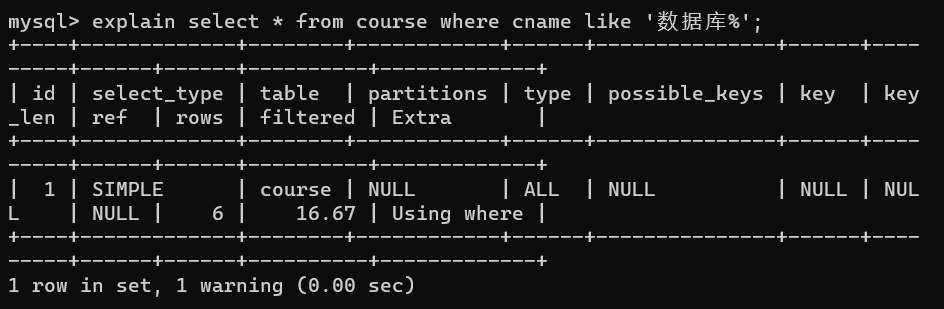 mysql> explain select * from course where cname like '数据库%';
+----+-------------+--------+------------+------+---------------+------+----
-----+------+------+----------+-------------+
| id | select_type | table  | partitions | type | possible_keys | key  | key
_len | ref  | rows | filtered | Extra       |
+----+-------------+--------+------------+------+---------------+------+----
-----+------+------+----------+-------------+
|  1 | SIMPLE      | course | NULL       | ALL  | NULL          | NULL | NUL
L    | NULL |    6 |    16.67 | Using where |
+----+-------------+--------+------------+------+---------------+------+----
-----+------+------+----------+-------------+
1 row in set, 1 warning (0.00 sec)